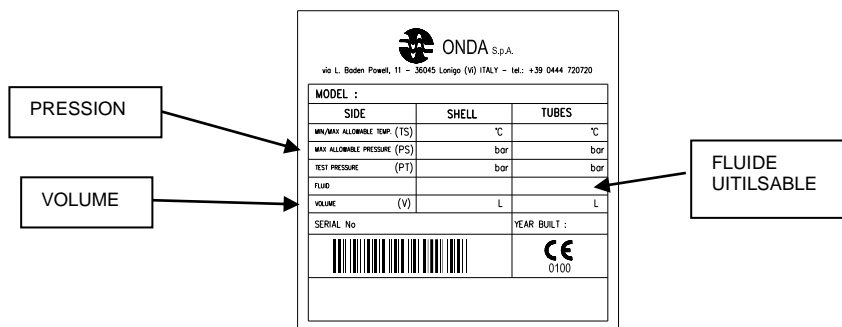 ONDA S.p.A.
via L. Baden Powell, 11 - 36045 Lonigo (Vi) ITALY - tel.: +39 0444 720720
MODEL :
SIDE SHELL TUBES
MIN/MAX ALLOWABLE TEMP. (TS) °C °C
MAX ALLOWABLE PRESSURE (PS) bar bar
TEST PRESSURE (PT) bar bar
FLUID
VOLUME (V) L L
SERIAL No YEAR BUILT :
CE
0100
PRESSION
VOLUME
FLUIDE
UITILSABLE